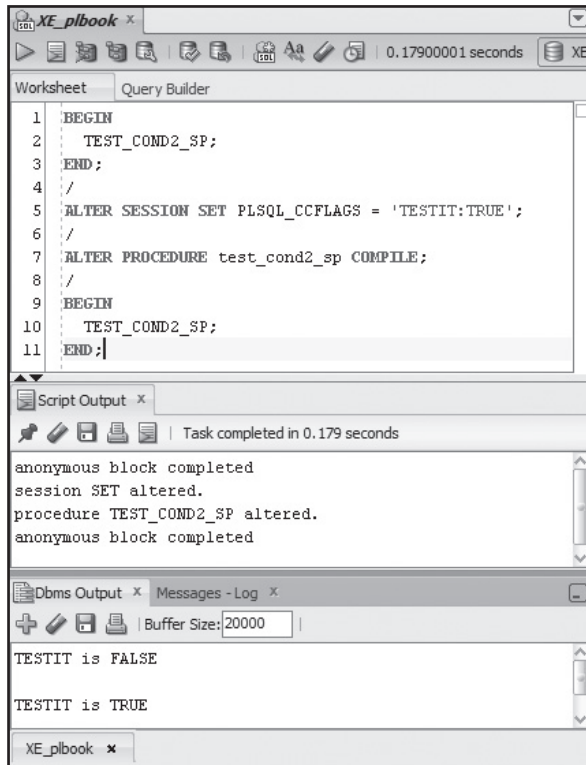 XE_plbook x
0.17900001 seconds XE
Worksheet Query Builder
1 BEGIN
2 TEST_COND2_SP;
3 END;
4 /
5 ALTER SESSION SET PLSQL_CCFLAGS = 'TESTIT:TRUE';
6 /
7 ALTER PROCEDURE test_cond2_sp COMPILE;
8 /
9 BEGIN
10 TEST_COND2_SP;
11 END;
Script Output x
Task completed in 0.179 seconds
anonymous block completed
session SET altered.
procedure TEST_COND2_SP altered.
anonymous block completed
Dbms Output x Messages - Log x
Buffer Size: 20000
TESTIT is FALSE
TESTIT is TRUE
XE_plbook x